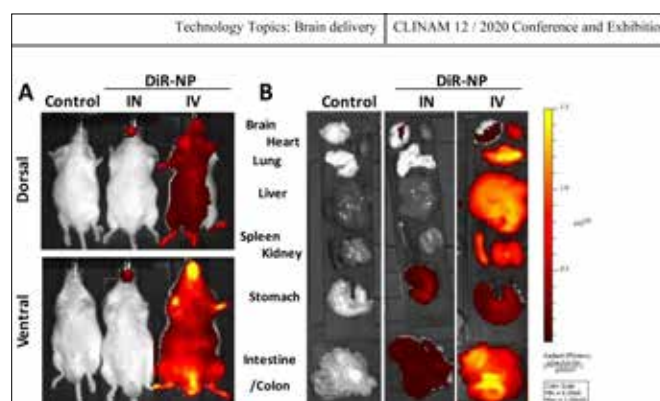 Technology Topics: Brain delivery
CLINAM 12 / 2020 Conference and Exhibitio
DiR-NP
DiR-NP
A
Control
IN
IV
B
Control
IN
IV
Dorsal
Ventral
Brain
Heart
Lung
Liver
Spleen
Kidney
Stomach
Intestine
/Colon